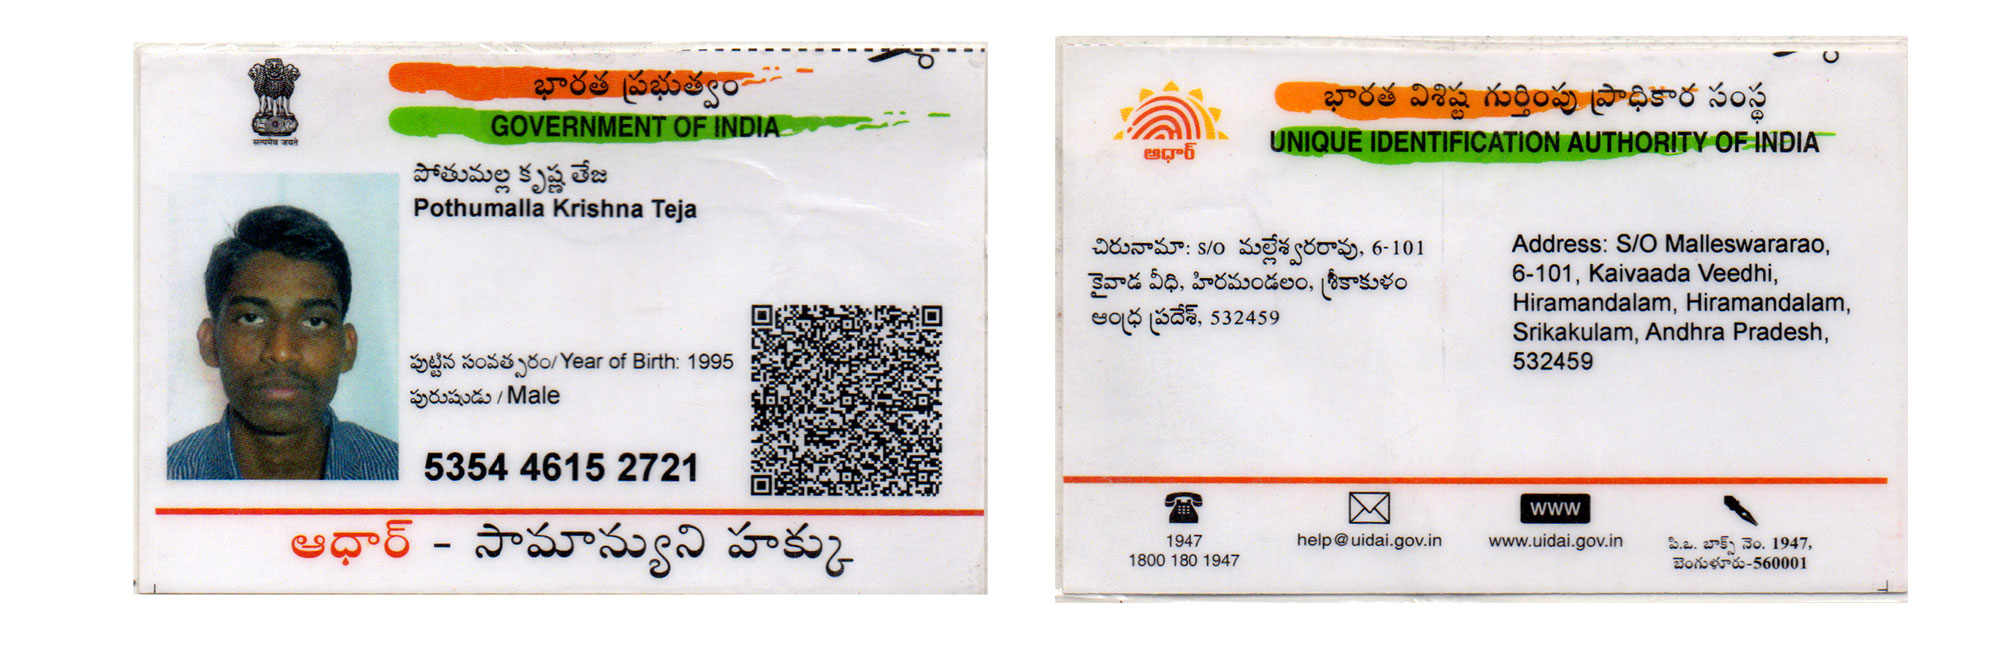 భారత ప్రభుత్వం
GOVERNMENT OF INDIA
सत्यमेव जयते
పోతుమల్ల కృష్ణ తేజ
Pothumalla Krishna Teja
పుట్టిన సంవత్సరం/ Year of Birth: 1995
పురుషుడు / Male
5354 4615 2721
ఆధార్ - సామాన్యుని హక్కు
భారత విశిష్ట గుర్తింపు ప్రాధికార సంస్థ
UNIQUE IDENTIFICATION AUTHORITY OF INDIA
ఆధార్
చిరునామా: S/O మల్లేశ్వరరావు, 6-101
కైవాడ వీధి, హిరమండలం, శ్రీకాకుళం
ఆంధ్ర ప్రదేశ్, 532459
Address: S/O Malleswararao,
6-101, Kaivaada Veedhi,
Hiramandalam, Hiramandalam,
Srikakulam, Andhra Pradesh,
532459
1947
1800 180 1947
help@uidai.gov.in
www
www.uidai.gov.in
పి.ఒ. బాక్స్ నెం. 1947,
బెంగుళూరు-560001